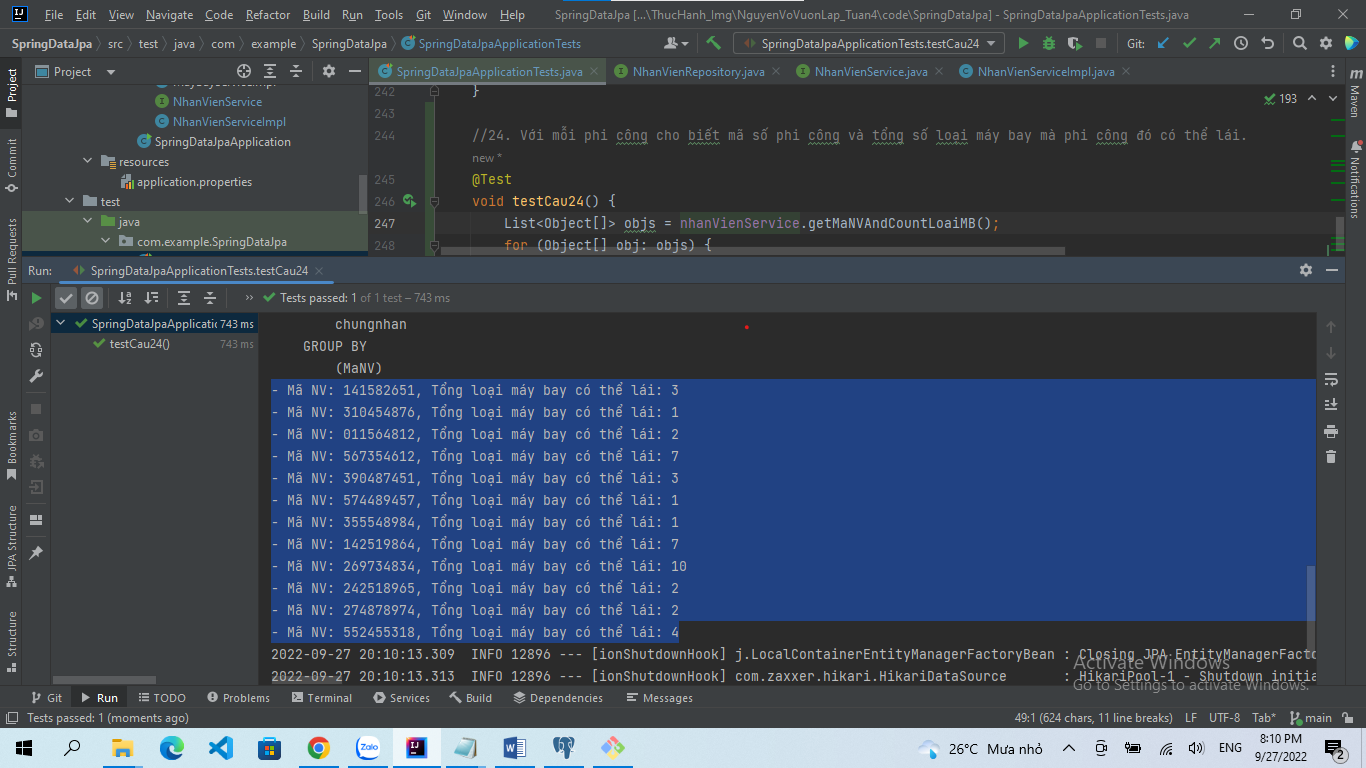 File Edit View Navigate Code Refactor Build Run Tools Git Window Help SpringDataJpa [...\ThucHanh_lmg\NguyenVoVuonLap_Tuan4\code\SpringDataJpa] - SpringDataJpaApplicationTests.java
SpringDataJpa src test java com example SpringDataJpa SpringDataJpaApplicationTests SpringDataJpaApplicationTests.testCau24 Git:
Project SpringDataJpaApplicationTests.java NhanVienRepository.java NhanVienService.java NhanVienServiceImpl.java
NhanVienService
NhanVienServiceImpl
SpringDataJpaApplication
resources
application.properties
test
java
com.example.SpringDataJpa
242 }
193
243
244 //24. Với mỗi phi công cho biết mã số phi công và tổng số loại máy bay mà phi công đó có thể lái.
new *
245 @Test
246 void testCau24() {
247 List<Object[]> objs = nhanVienService.getMaNVAndCountLoaiMB();
248 for (Object[] obj: objs) {
Project
Commit
Pull Requests
Bookmarks
JPA Structure
Structure
m
Maven
Notifications
Run: SpringDataJpaApplicationTests.testCau24
» Tests passed: 1 of 1 test – 743 ms
SpringDataJpaApplicatic 743 ms
testCau24() 743 ms
chungnhan
GROUP BY
(MaNV)
- Mã NV: 141582651, Tổng loại máy bay có thể lái: 3
- Mã NV: 310454876, Tổng loại máy bay có thể lái: 1
- Mã NV: 011564812, Tổng loại máy bay có thể lái: 2
- Mã NV: 567354612, Tổng loại máy bay có thể lái: 7
- Mã NV: 390487451, Tổng loại máy bay có thể lái: 3
- Mã NV: 574489457, Tổng loại máy bay có thể lái: 1
- Mã NV: 355548984, Tổng loại máy bay có thể lái: 1
- Mã NV: 142519864, Tổng loại máy bay có thể lái: 7
- Mã NV: 269734834, Tổng loại máy bay có thể lái: 10
- Mã NV: 242518965, Tổng loại máy bay có thể lái: 2
- Mã NV: 274878974, Tổng loại máy bay có thể lái: 2
- Mã NV: 552455318, Tổng loại máy bay có thể lái: 4
2022-09-27 20:10:13.309 INFO 12896 --- [ionShutdownHook] j.LocalContainerEntityManagerFactoryBean : Closing JPA EntityManagerFacto
2022-09-27 20:10:13.313 INFO 12896 --- [ionShutdownHook] com.zaxxer.hikari.HikariDataSource : HikariPool-1 - Shutdown initia
Activate Windows
Go to Settings to activate Windows.
Git Run TODO Problems Terminal Services Build Dependencies Messages
Tests passed: 1 (moments ago) 49:1 (624 chars, 11 line breaks) LF UTF-8 Tab* main
Zalo 26°C Mưa nhỏ ENG 8:10 PM
9/27/2022 2